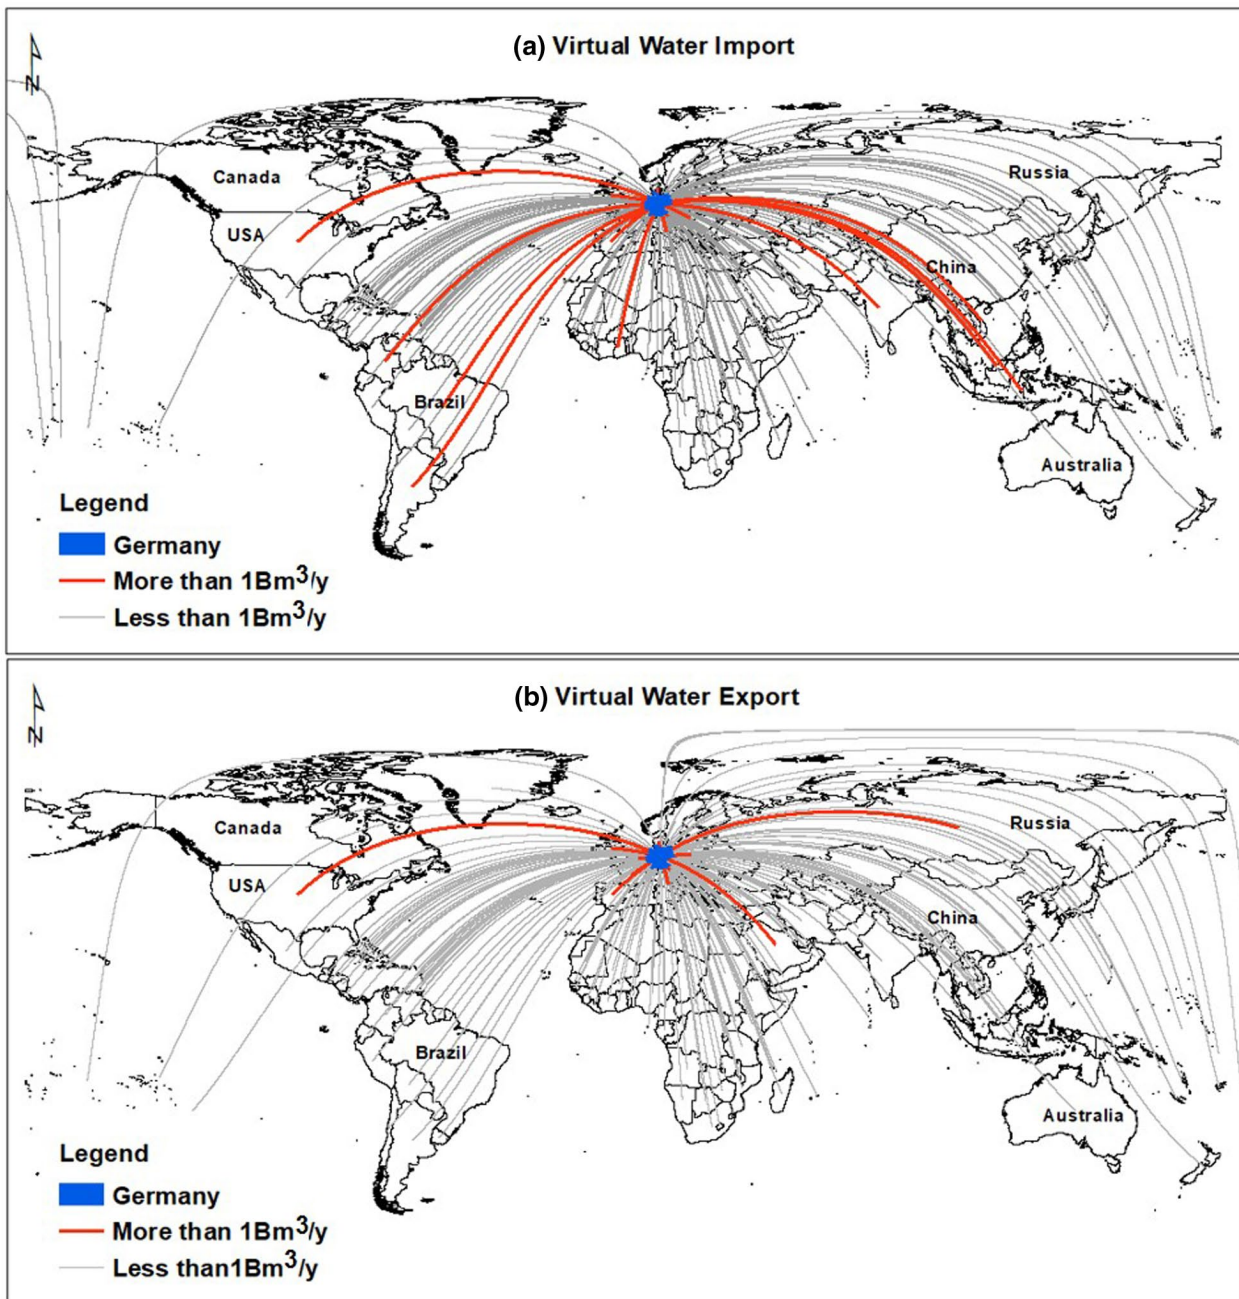 (a) Virtual Water Import
N
Canada
Russia
USA
China
Brazil
Australia
Legend
Germany
More than 1Bm³/y
Less than 1Bm³/y
(b) Virtual Water Export
N
Canada
Russia
USA
China
Brazil
Australia
Legend
Germany
More than 1Bm³/y
Less than1Bm³/y